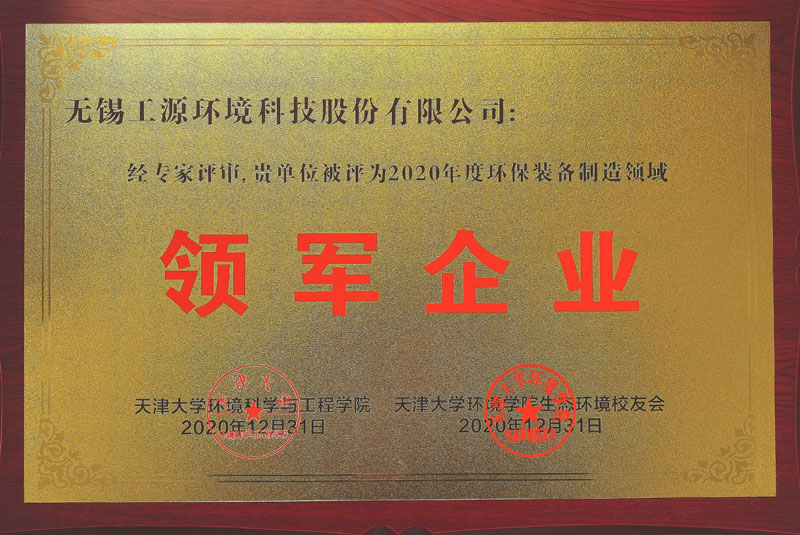 无锡工源环境科技股份有限公司:
经专家评审,贵单位被评为2020年度环保装备制造领域
领军企业
天津大学环境科学与工程学院 天津大学环境学院生态环境校友会
2020年12月31日 2020年12月31日